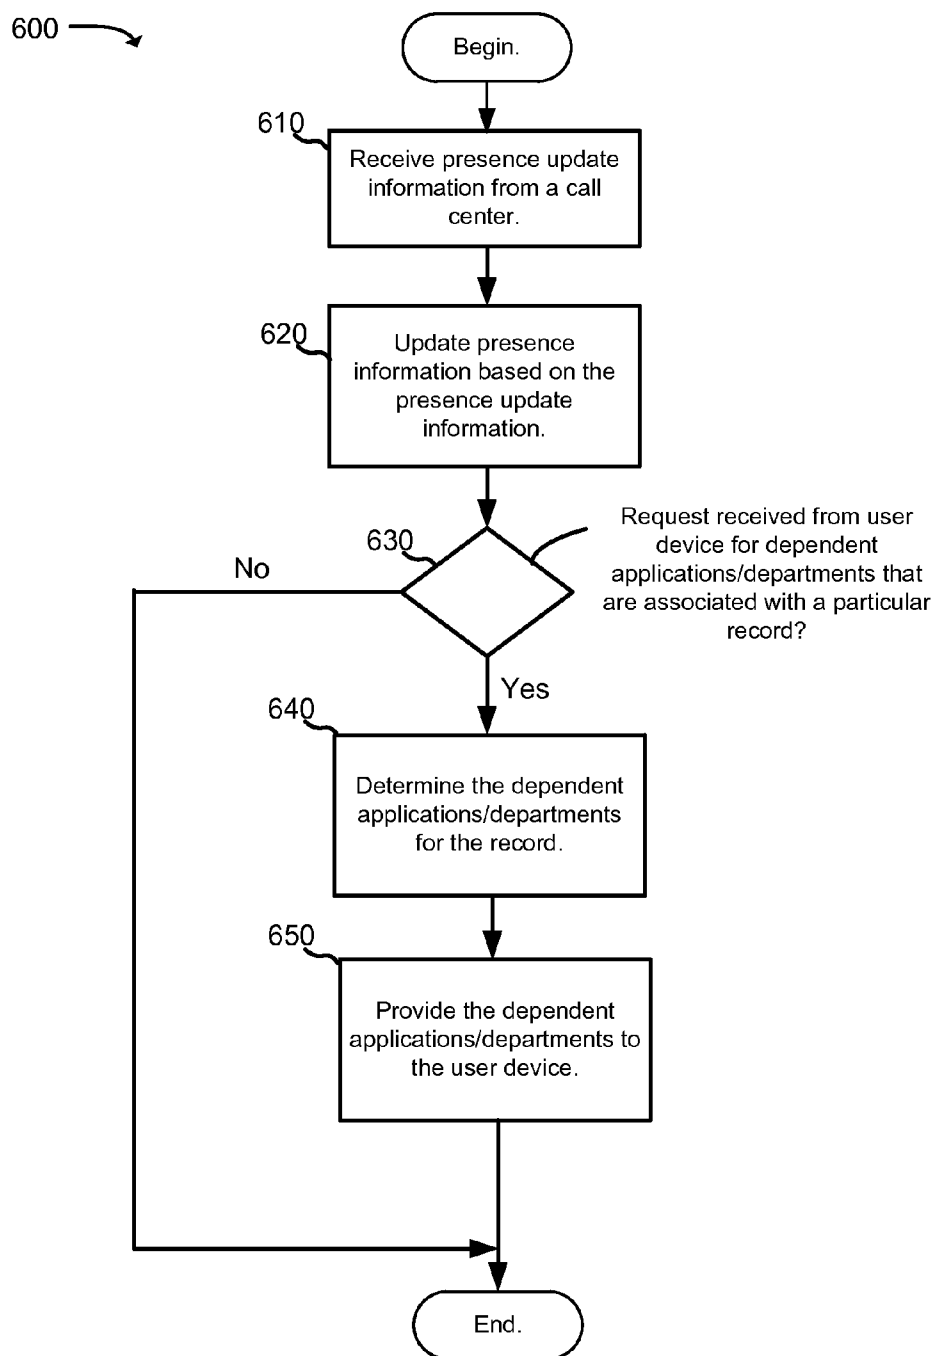 600
Begin.
610
Receive presence update
information from a call
center.
620
Update presence
information based on the
presence update
information.
630
Request received from user
device for dependent
applications/departments that
are associated with a particular
record?
No
Yes
640
Determine the dependent
applications/departments
for the record.
650
Provide the dependent
applications/departments to
the user device.
End.